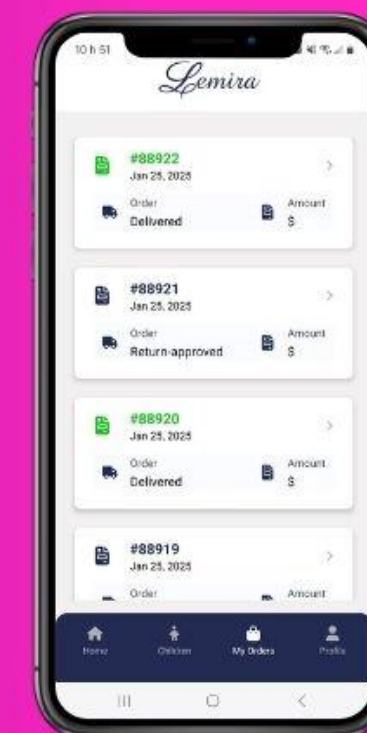 10 h 51
Lemira
#88922
Jan 25, 2025
Order
Delivered
Amount
$
#88921
Jan 25, 2025
Order
Return-approved
Amount
$
#88920
Jan 25, 2025
Order
Delivered
Amount
$
#88919
Jan 25, 2025
Order
Amount
Home
Children
My Orders
Profile